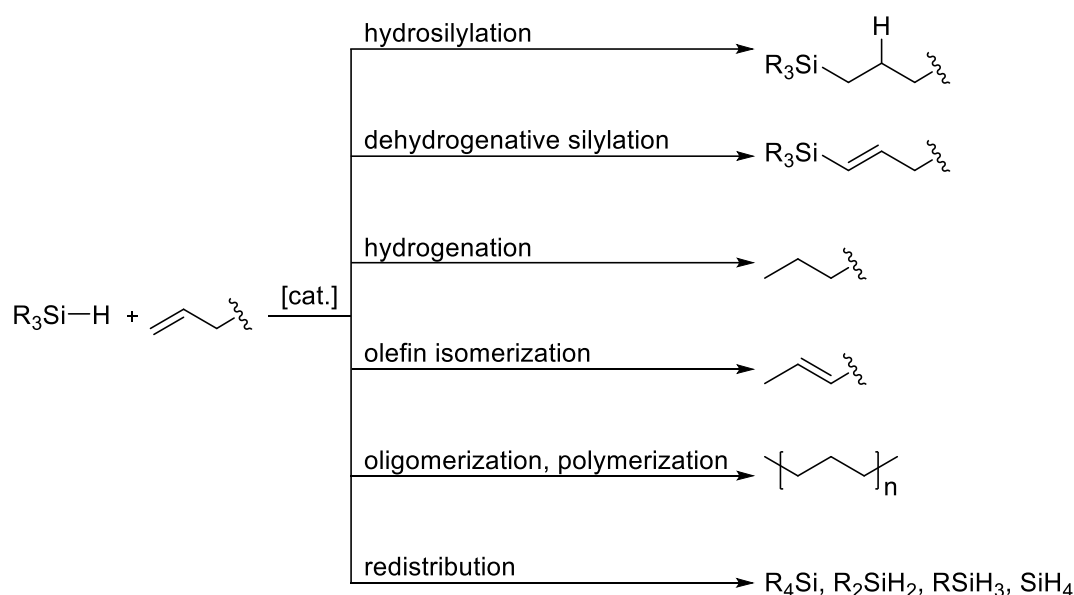 hydrosilylation
H
R3Si
dehydrogenative silylation
R3Si
hydrogenation
R3Si—H + [cat.]
olefin isomerization
oligomerization, polymerization
n
redistribution
R4Si, R2SiH2, RSiH3, SiH4